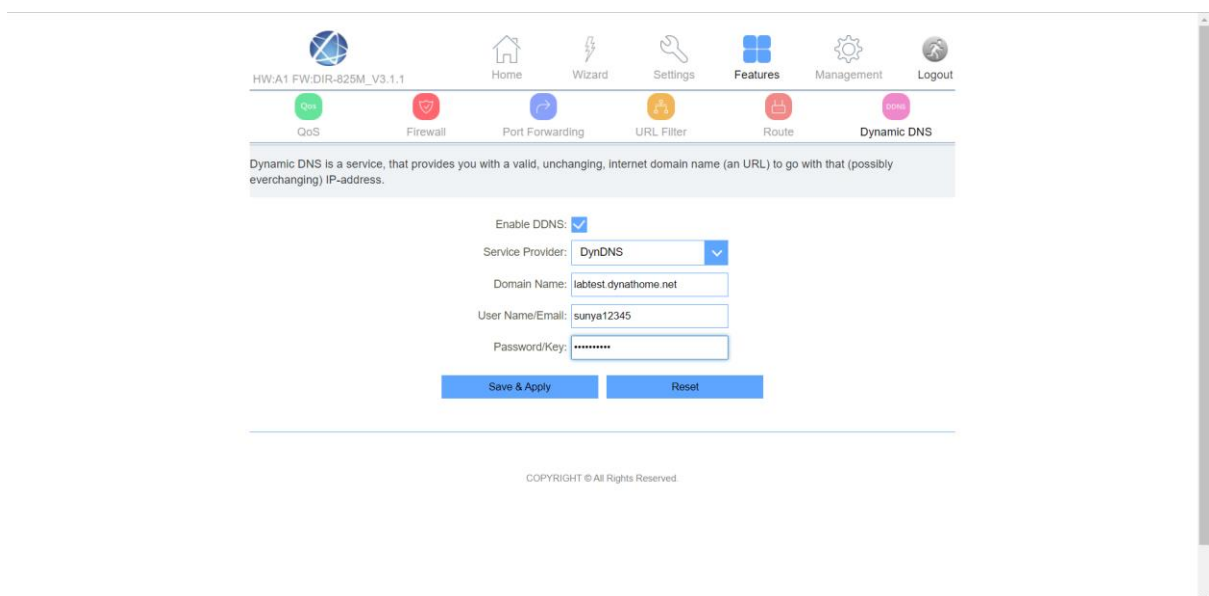 HW:A1 FW:DIR-825M_V3.1.1
Home Wizard Settings Features Management Logout
QoS DDNS
QoS Firewall Port Forwarding URL Filter Route Dynamic DNS
Dynamic DNS is a service, that provides you with a valid, unchanging, internet domain name (an URL) to go with that (possibly
everchanging) IP-address.
Enable DDNS:
Service Provider: DynDNS
Domain Name: labtest.dynathome.net
User Name/Email: sunya12345
Password/Key: ••••••••••
Save & Apply Reset
COPYRIGHT © All Rights Reserved.